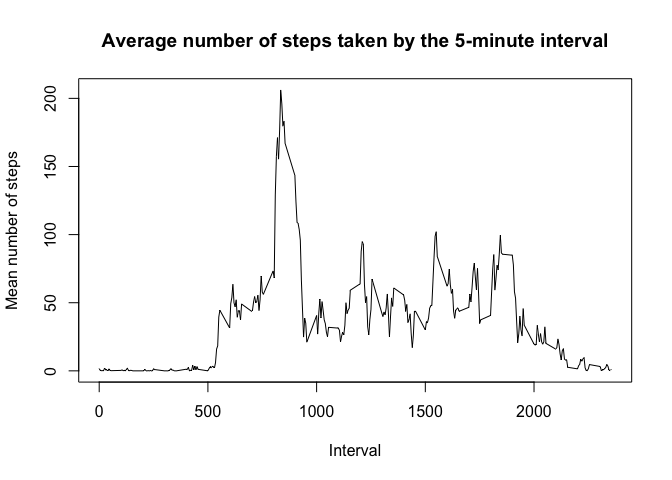 Average number of steps taken by the 5-minute interval
Mean number of steps
200
150
100
50
0
0 500 1000 1500 2000
Interval